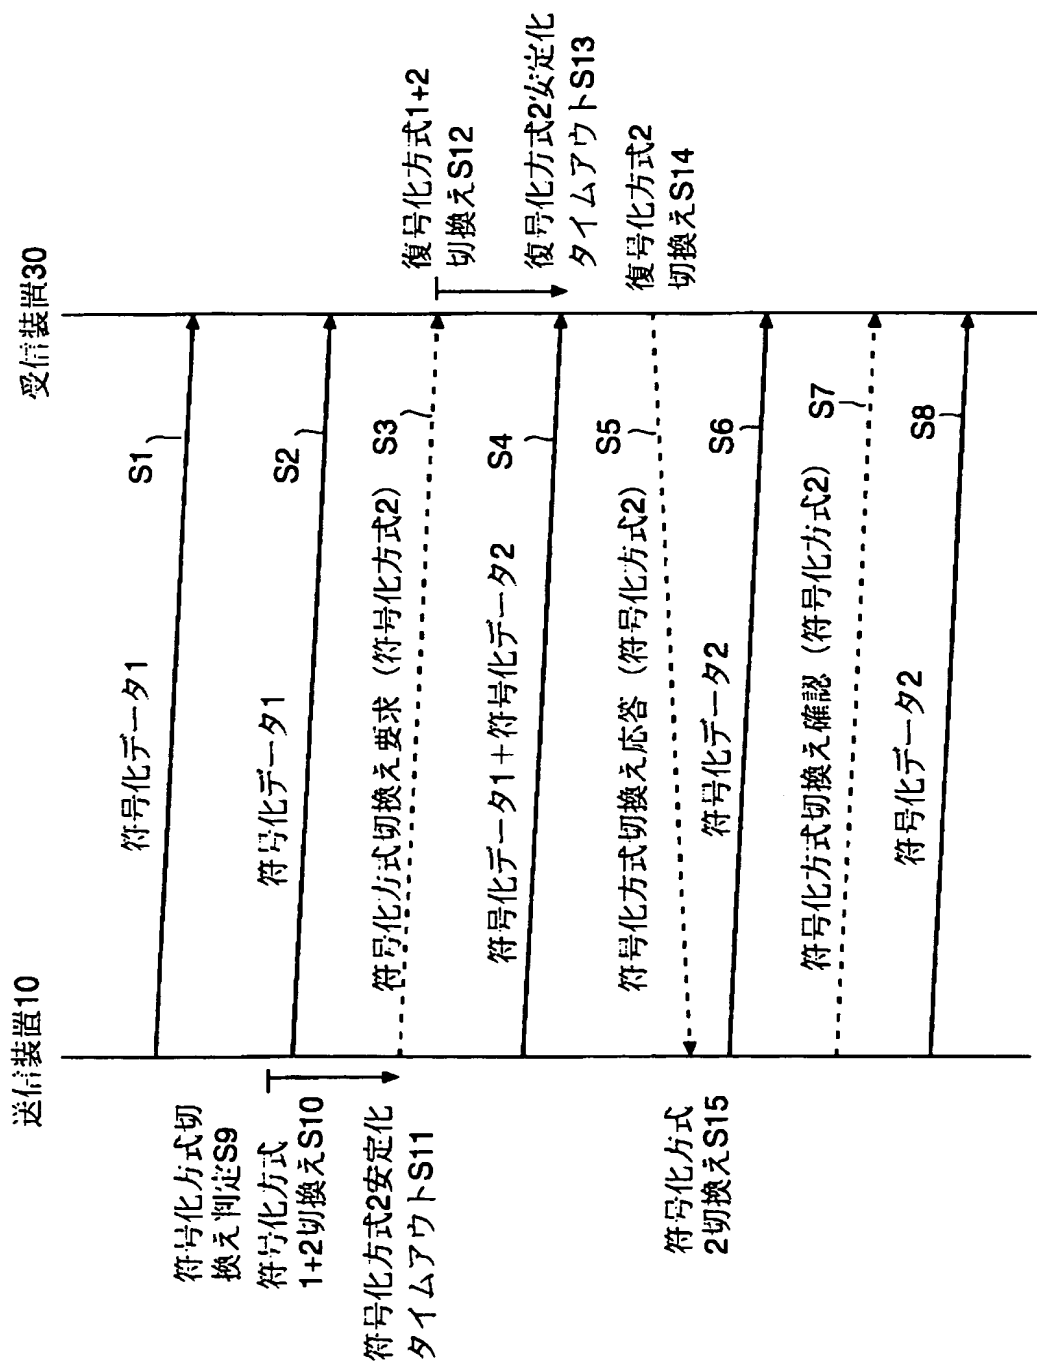 送信装置10
受信装置30
符号化データ1
S1
符号化方式切
換え判定S9
符号化方式
1+2切換えS10
符号化データ1
S2
符号化方式2安定化
タイムアウトS11
符号化方式切換え要求（符号化方式2）
S3
復号化方式1+2
切換えS12
符号化データ1+符号化データ2
S4
復号化方式2安定化
タイムアウトS13
復号化方式2
切換えS14
符号化方式切換え応答（符号化方式2）
S5
符号化方式
2切換えS15
符号化データ2
S6
符号化方式切換え確認（符号化方式2）
S7
符号化データ2
S8